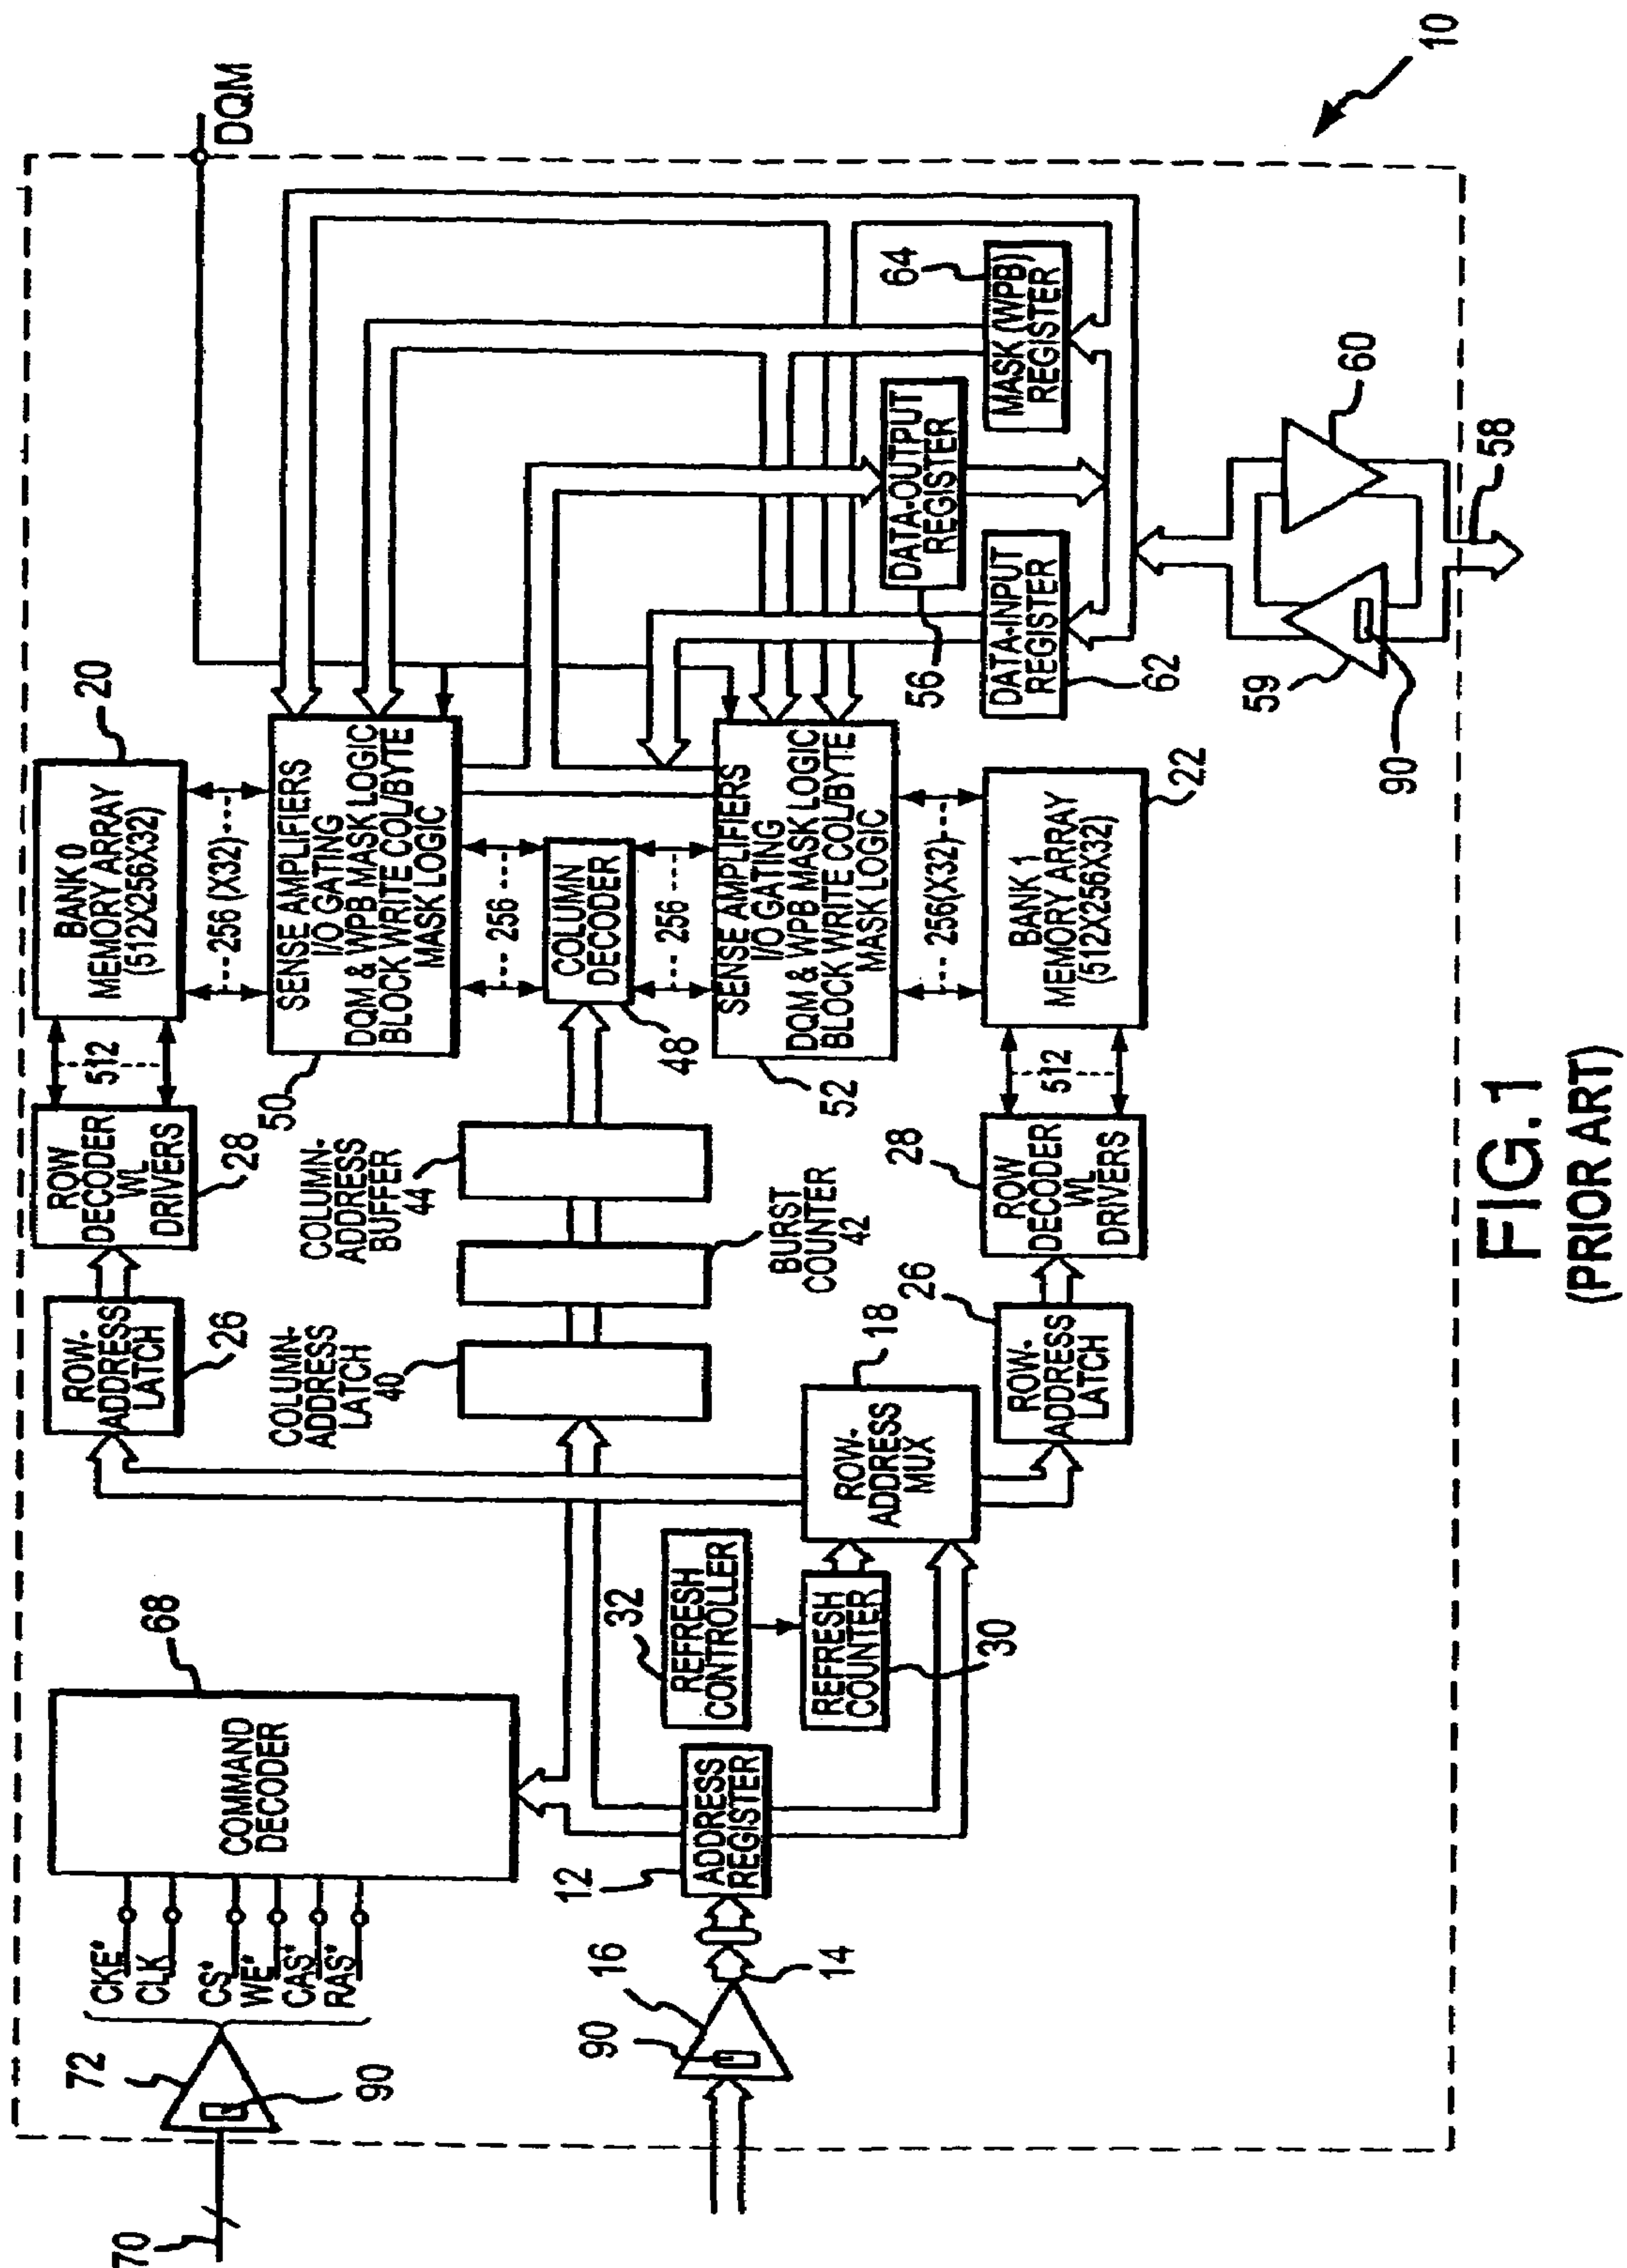 70
72
90
CKE*
CLK
CS*
WE*
CAS*
RAS*
COMMAND
DECODER
68
90
16
14
12
ADDRESS
REGISTER
REFRESH
CONTROLLER
32
REFRESH
COUNTER
30
ROW-
ADDRESS
MUX
18
ROW-
ADDRESS
LATCH
26
ROW
DECODER
WL
DRIVERS
28
512
BANK 0
MEMORY ARRAY
(512X256X32)
20
256 (X32)
SENSE AMPLIFIERS
I/O GATING
DQM & WPB MASK LOGIC
BLOCK WRITE COL/BYTE
MASK LOGIC
50
COLUMN-
ADDRESS
LATCH
40
BURST
COUNTER
42
COLUMN-
ADDRESS
BUFFER
44
256
COLUMN
DECODER
48
256
SENSE AMPLIFIERS
I/O GATING
DQM & WPB MASK LOGIC
BLOCK WRITE COL/BYTE
MASK LOGIC
52
256(X32)
ROW-
ADDRESS
LATCH
26
ROW
DECODER
WL
DRIVERS
28
512
BANK 1
MEMORY ARRAY
(512X256X32)
22
DATA-INPUT
REGISTER
62
DATA-OUTPUT
REGISTER
56
MASK (WPB)
REGISTER
64
DQM
59
90
60
58
10
FIG.1
(PRIOR ART)